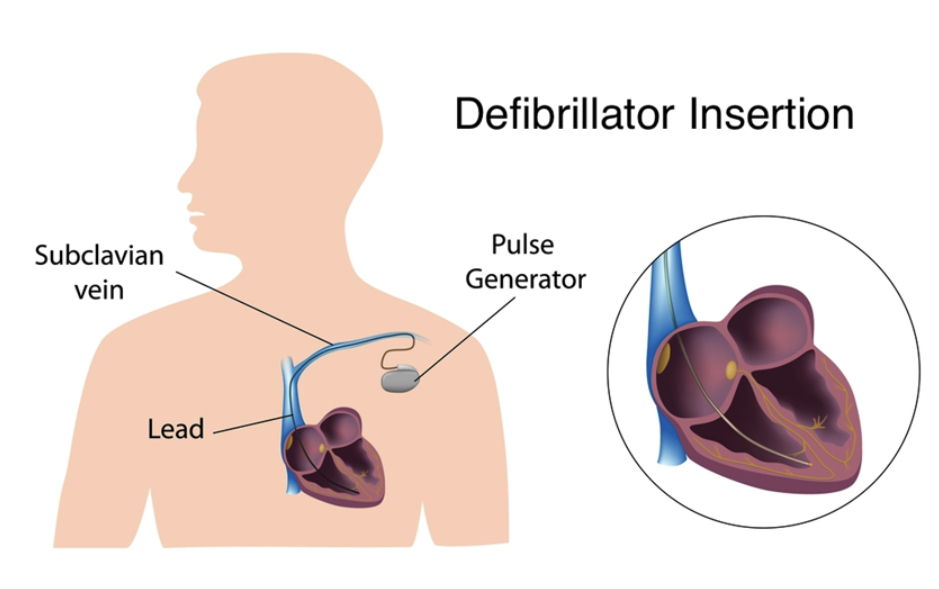 Defibrillator Insertion
Subclavian
vein
Pulse
Generator
Lead